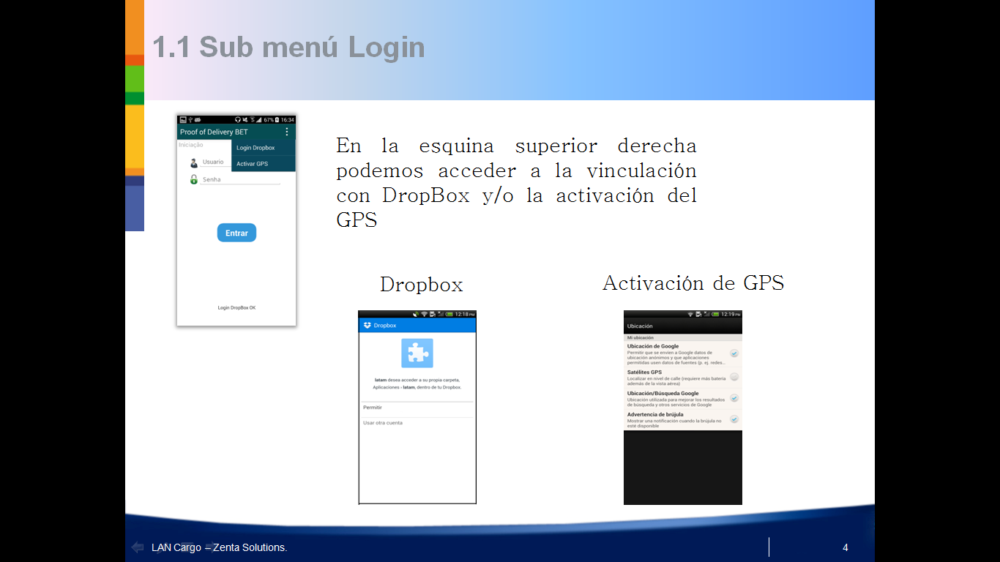 1.1 Sub menú Login
67% 16:34
Proof of Delivery BET
Iniciação
Login Dropbox
Usuario
Activar GPS
Senha
Entrar
Login DropBox OK
En la esquina superior derecha
podemos acceder a la vinculación
con DropBox y/o la activación del
GPS
Dropbox
12:18 PM
Dropbox
latam desea acceder a su propia carpeta,
Aplicaciones › latam, dentro de tu Dropbox.
Permitir
Usar otra cuenta
Activación de GPS
12:19 PM
Ubicación
Mi ubicación
Ubicación de Google
Permitir que se envíen a Google datos de
ubicación anónimos y que aplicaciones
permitidas usen datos de fuentes (p. ej. redes...
Satélites GPS
Localizar en nivel de calle (requiere más batería
además de la vista aérea)
Ubicación/Búsqueda Google
Ubicación utilizada para mejorar los resultados
de búsqueda y otros servicios de Google
Advertencia de brújula
Mostrar una notificación cuando la brújula no
esté disponible
LAN Cargo – Zenta Solutions.
4